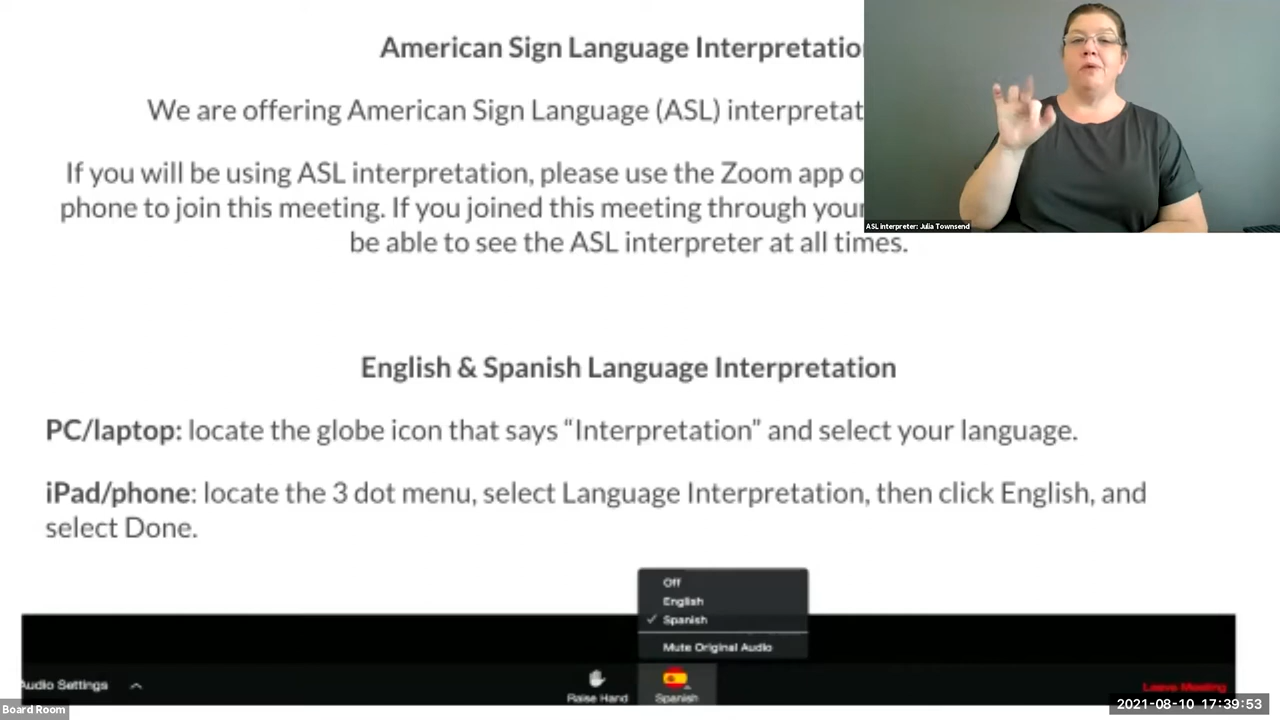 American Sign Language Interpretatio
We are offering American Sign Language (ASL) interpretat
If you will be using ASL interpretation, please use the Zoom app o
phone to join this meeting. If you joined this meeting through your
be able to see the ASL interpreter at all times.
ASL interpreter: Julia Townsend
English & Spanish Language Interpretation
PC/laptop: locate the globe icon that says “Interpretation” and select your language.
iPad/phone: locate the 3 dot menu, select Language Interpretation, then click English, and
select Done.
Off
English
✓ Spanish
Mute Original Audio
Audio Settings
Raise Hand
Spanish
Leave Meeting
Board Room
2021-08-10 17:39:53